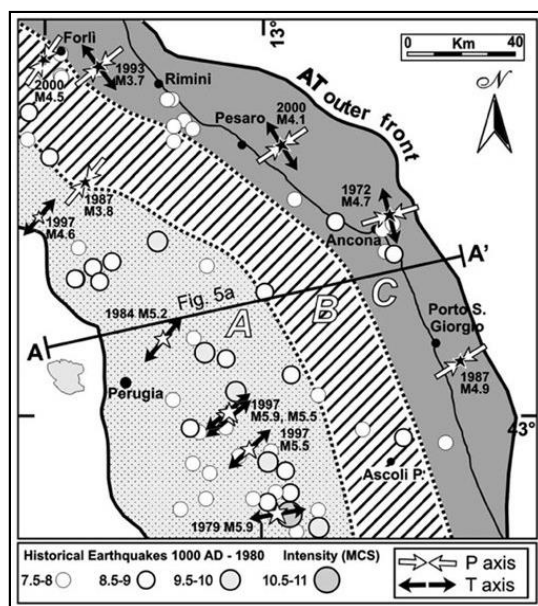 13°
0 Km 40
Forlì
1993
M3.7
Rimini
N
2000
M4.5
AT outer front
Pesaro
2000
M4.1
1987
M3.8
1972
M4.7
1997
M4.6
Ancona
A'
Fig. 5a
A
B
C
1984 M5.2
Porto S.
Giorgio
A
Perugia
1987
M4.9
1997
M5.9, M5.5
43°
1997
M5.5
Ascoli P.
1979 M5.9
Historical Earthquakes 1000 AD - 1980 Intensity (MCS)
7.5-8 8.5-9 9.5-10 10.5-11
P axis
T axis